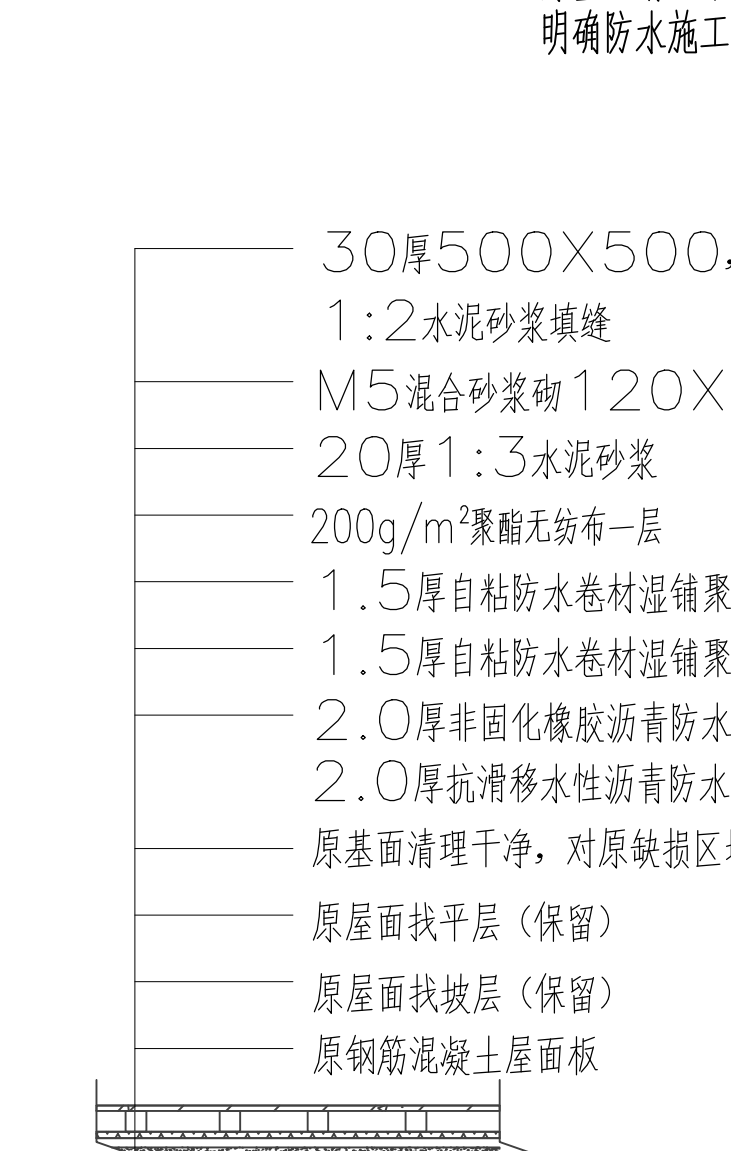 明确防水施工
30厚500X500,
1:2水泥砂浆填缝
M5混合砂浆砌120X
20厚1:3水泥砂浆
200g/m²聚酯无纺布一层
1.5厚自粘防水卷材湿铺聚
1.5厚自粘防水卷材湿铺聚
2.0厚非固化橡胶沥青防水
2.0厚抗滑移水性沥青防水
原基面清理干净，对原缺损区
原屋面找平层（保留）
原屋面找坡层（保留）
原钢筋混凝土屋面板